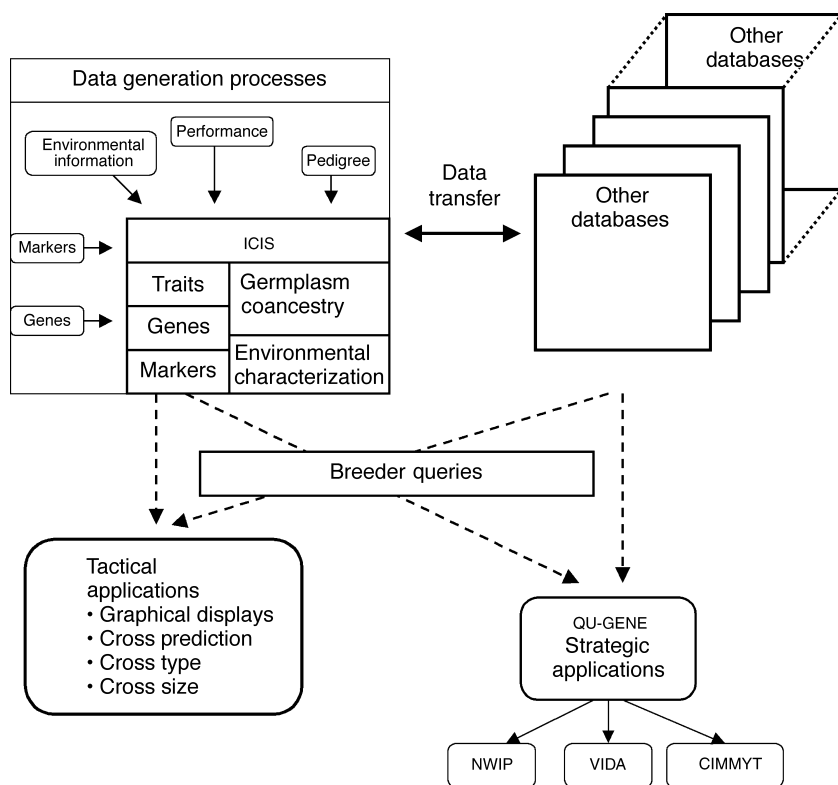 Data generation processes
Other
databases
Environmental
information
Performance
Pedigree
Data
transfer
Other
databases
Markers
ICIS
Traits
Germplasm
coancestry
Genes
Genes
Environmental
characterization
Markers
Breeder queries
Tactical
applications
• Graphical displays
• Cross prediction
• Cross type
• Cross size
QU-GENE
Strategic
applications
NWIP
VIDA
CIMMYT